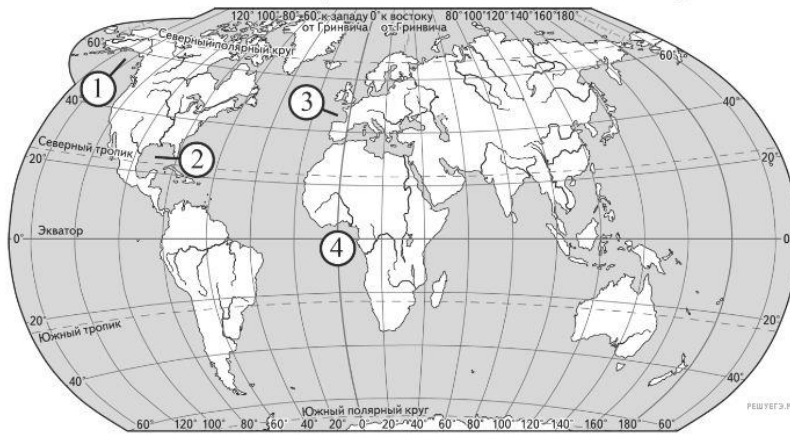 120° 100°-80°-60° к западу 0° к востоку 80° 100° 120° 140° 160° 180°
от Гринвича от Гринвича
Северный полярный круг
60° 60°
1
40° 40°
3
Северный тропик
2
20° 20°
Экватор
0° 0°
4
20° 20°
Южный тропик
40° 40°
Южный полярный круг
60° 120° 100° 80° 60° 40° 20° 0° 20° 40° 60° 80° 100° 120° 140° 160° 180° 60°